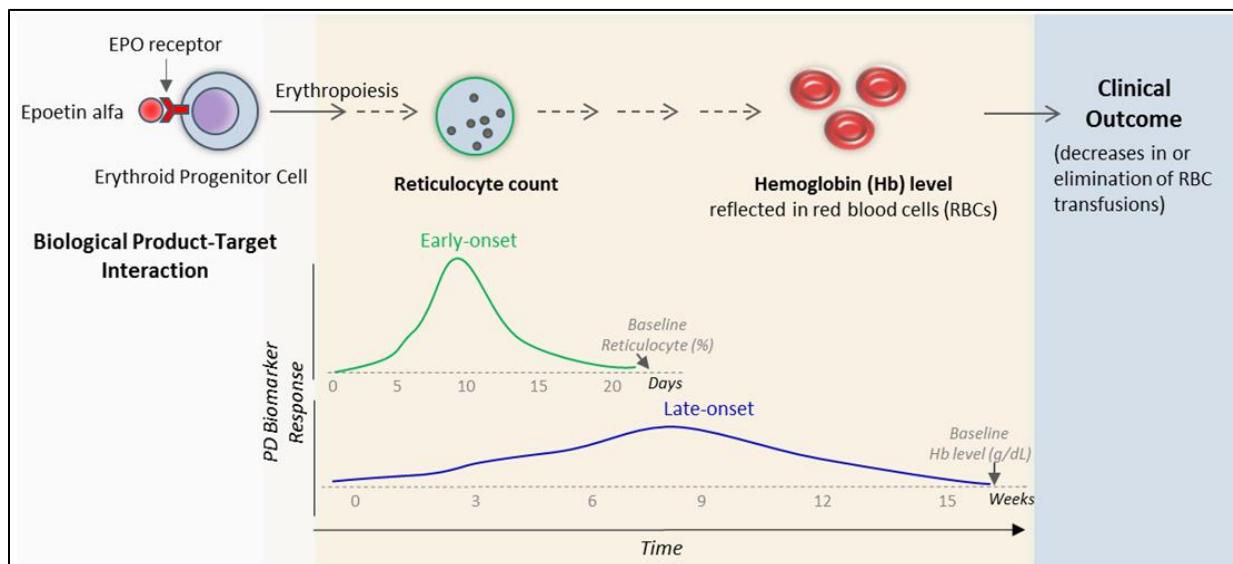 EPO receptor
Epoetin alfa
Erythroid Progenitor Cell
Biological Product-Target
Interaction
Erythropoiesis
Reticulocyte count
Hemoglobin (Hb) level
reflected in red blood cells (RBCs)
Clinical
Outcome
(decreases in or
elimination of RBC
transfusions)
PD Biomarker
Response
Early-onset
Baseline
Reticulocyte (%)
0 5 10 15 20 Days
Late-onset
Baseline
Hb level (g/dL)
0 3 6 9 12 15 Weeks
Time